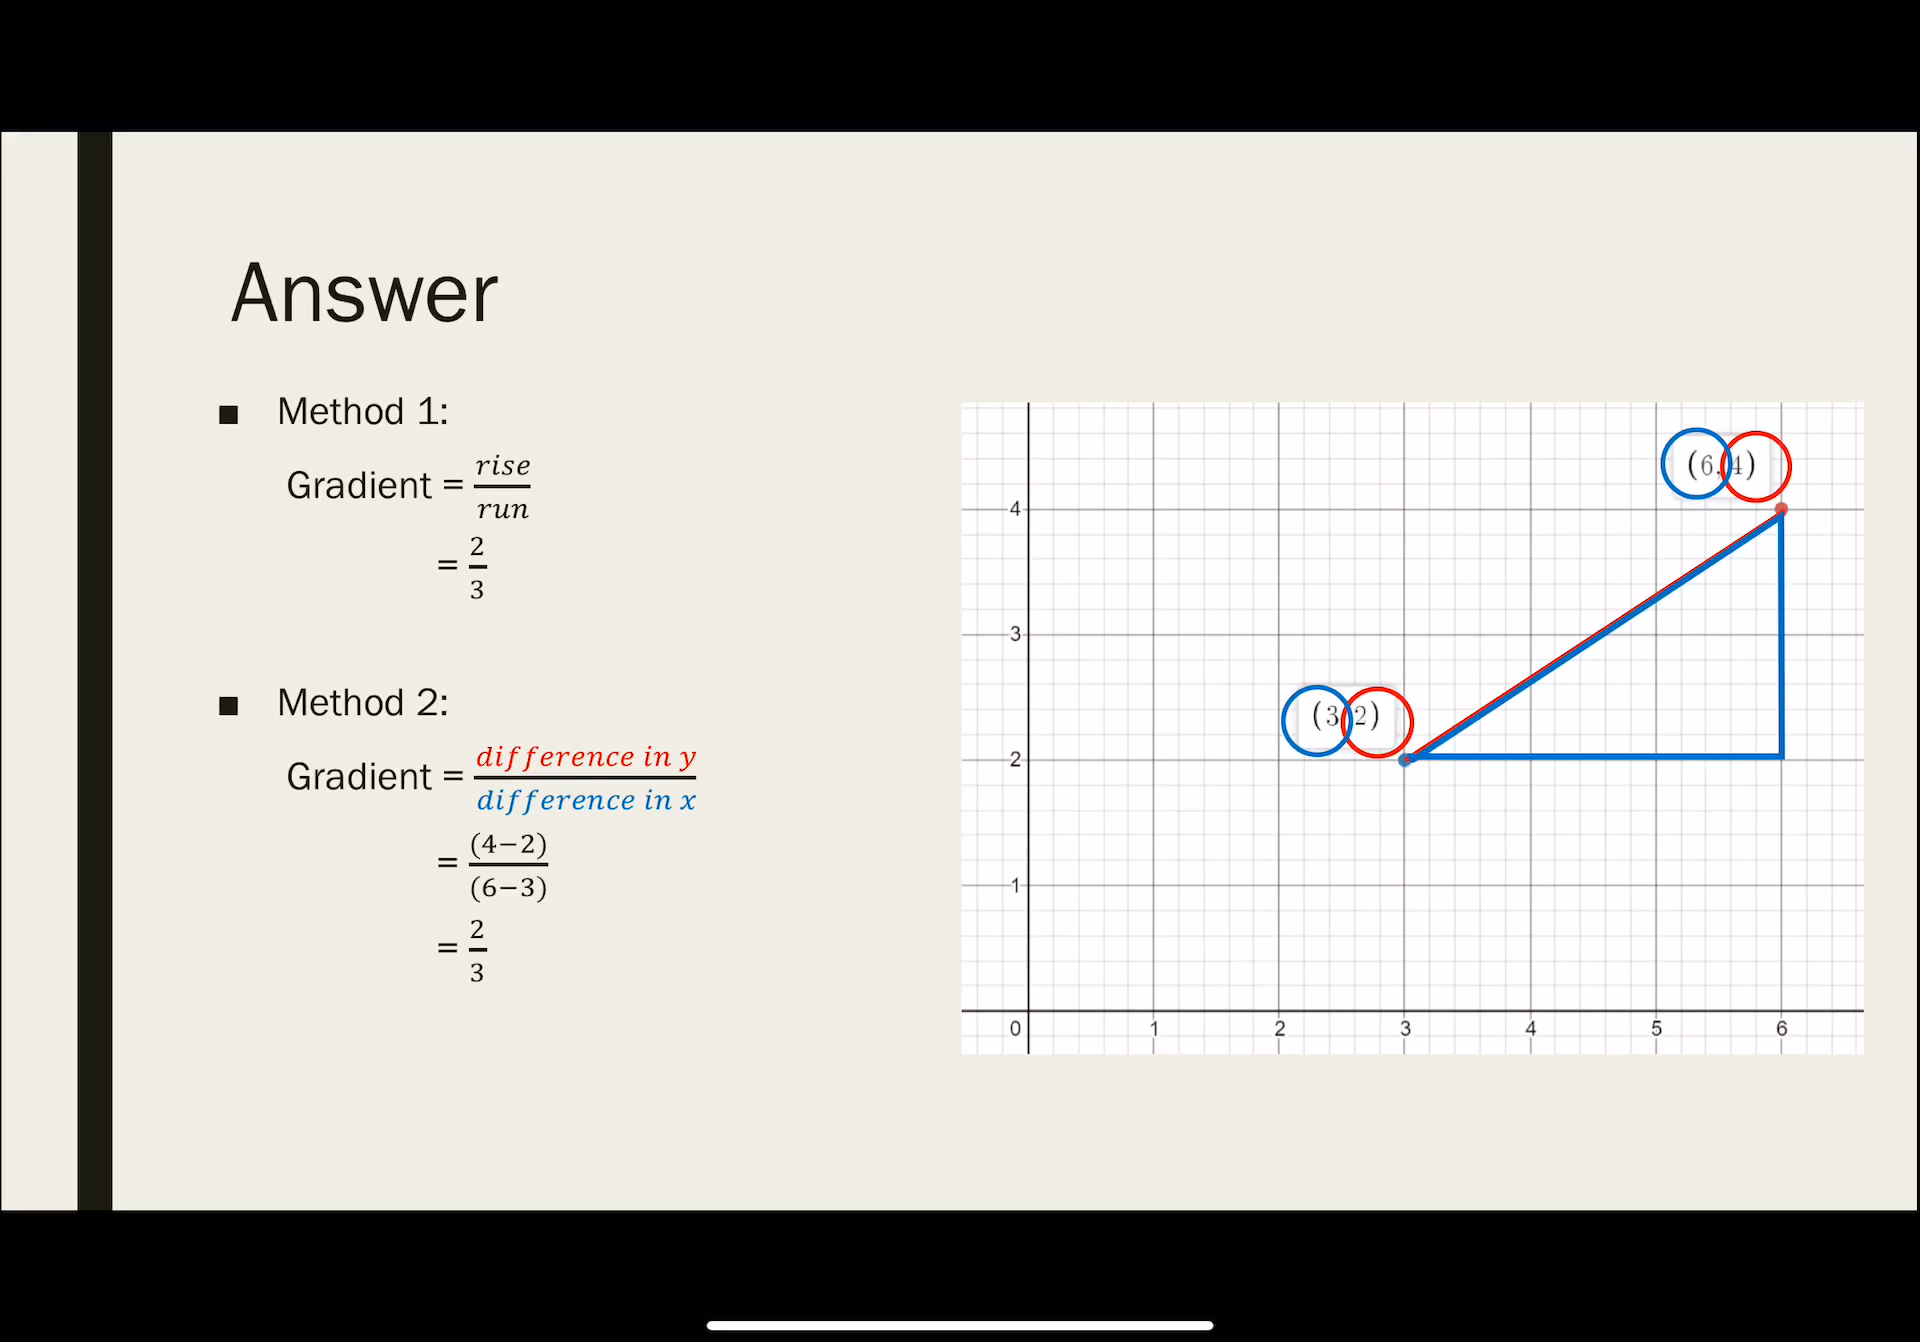 Answer
■ Method 1:
Gradient = rise/run
= 2/3
■ Method 2:
Gradient = difference in y/difference in x
= (4−2)/(6−3)
= 2/3
(6,4)
4
3
(3,2)
2
1
0 1 2 3 4 5 6